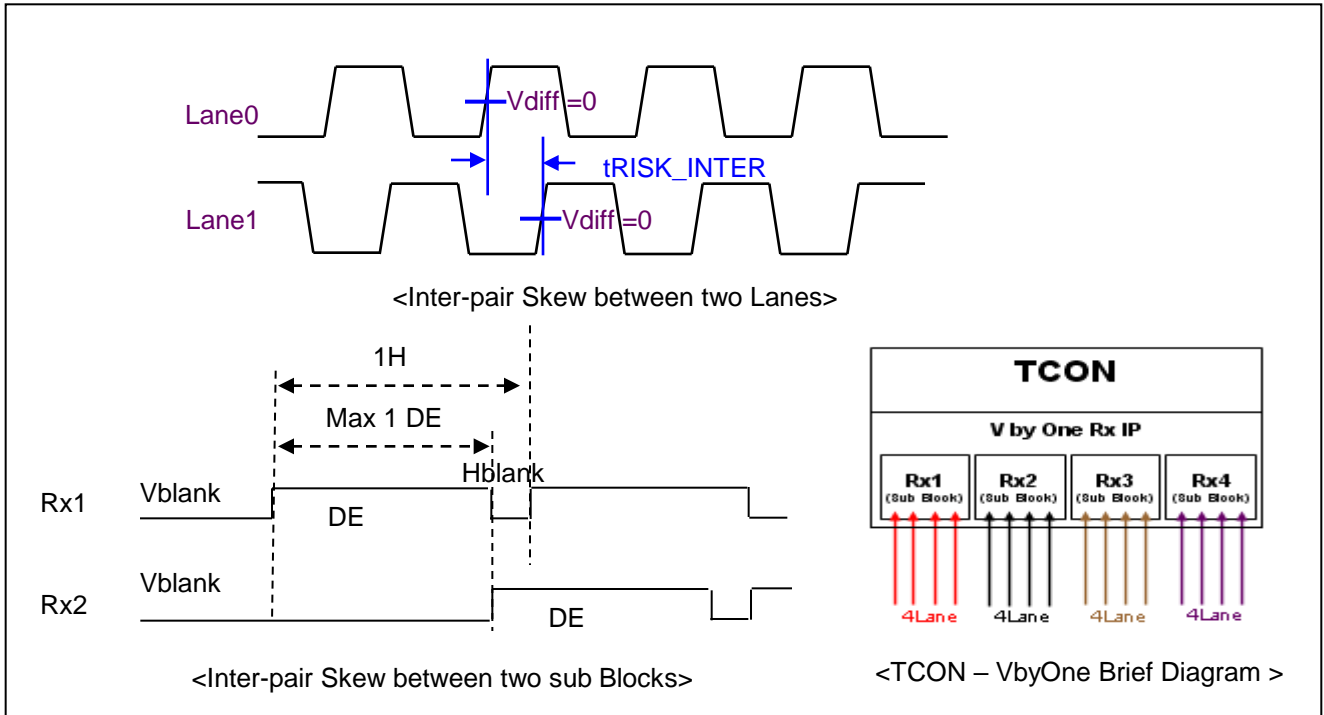 Lane0
Vdiff =0
tRISK_INTER
Lane1
Vdiff =0
<Inter-pair Skew between two Lanes>
1H
Max 1 DE
Hblank
Rx1
Vblank
DE
Rx2
Vblank
DE
<Inter-pair Skew between two sub Blocks>
TCON
V by One Rx IP
Rx1
(Sub Block)
Rx2
(Sub Block)
Rx3
(Sub Block)
Rx4
(Sub Block)
4Lane
4Lane
4Lane
4Lane
<TCON – VbyOne Brief Diagram >